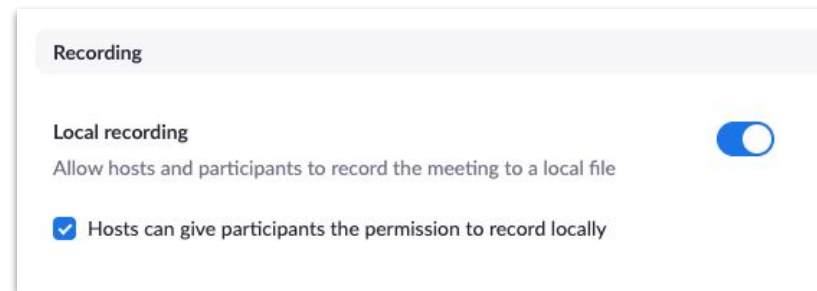 Recording
Local recording
Allow hosts and participants to record the meeting to a local file
Hosts can give participants the permission to record locally